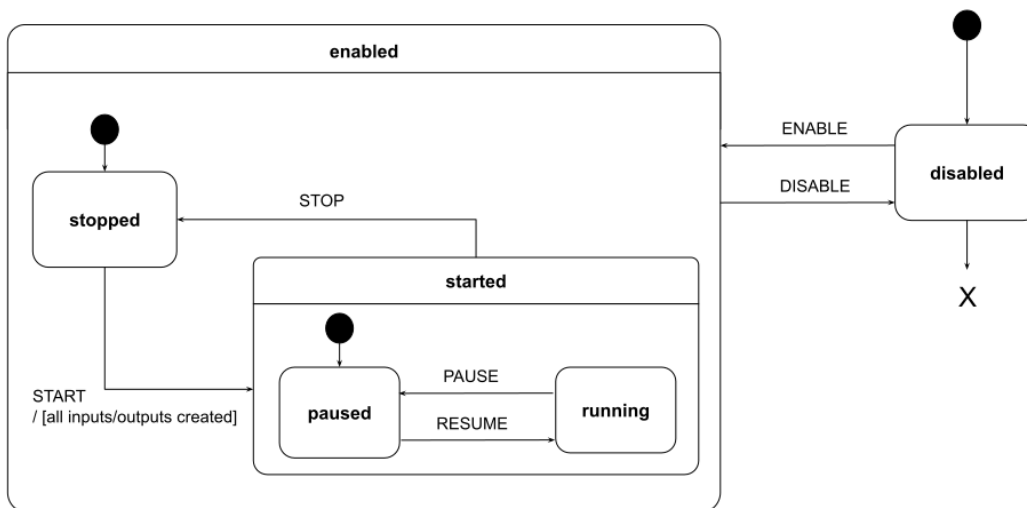 enabled
ENABLE
disabled
DISABLE
STOP
stopped
started
X
PAUSE
START
/ [all inputs/outputs created]
paused
running
RESUME